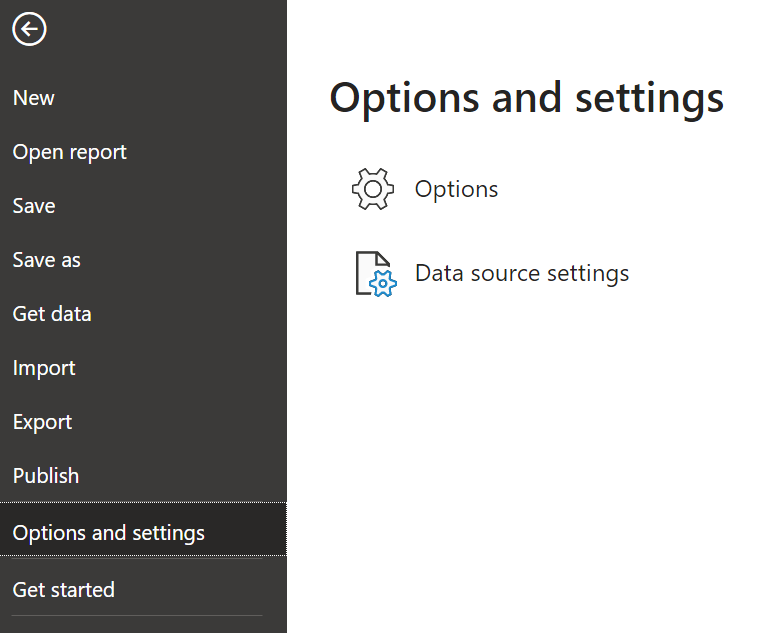 New
Open report
Save
Save as
Get data
Import
Export
Publish
Options and settings
Get started
Options and settings
Options
Data source settings